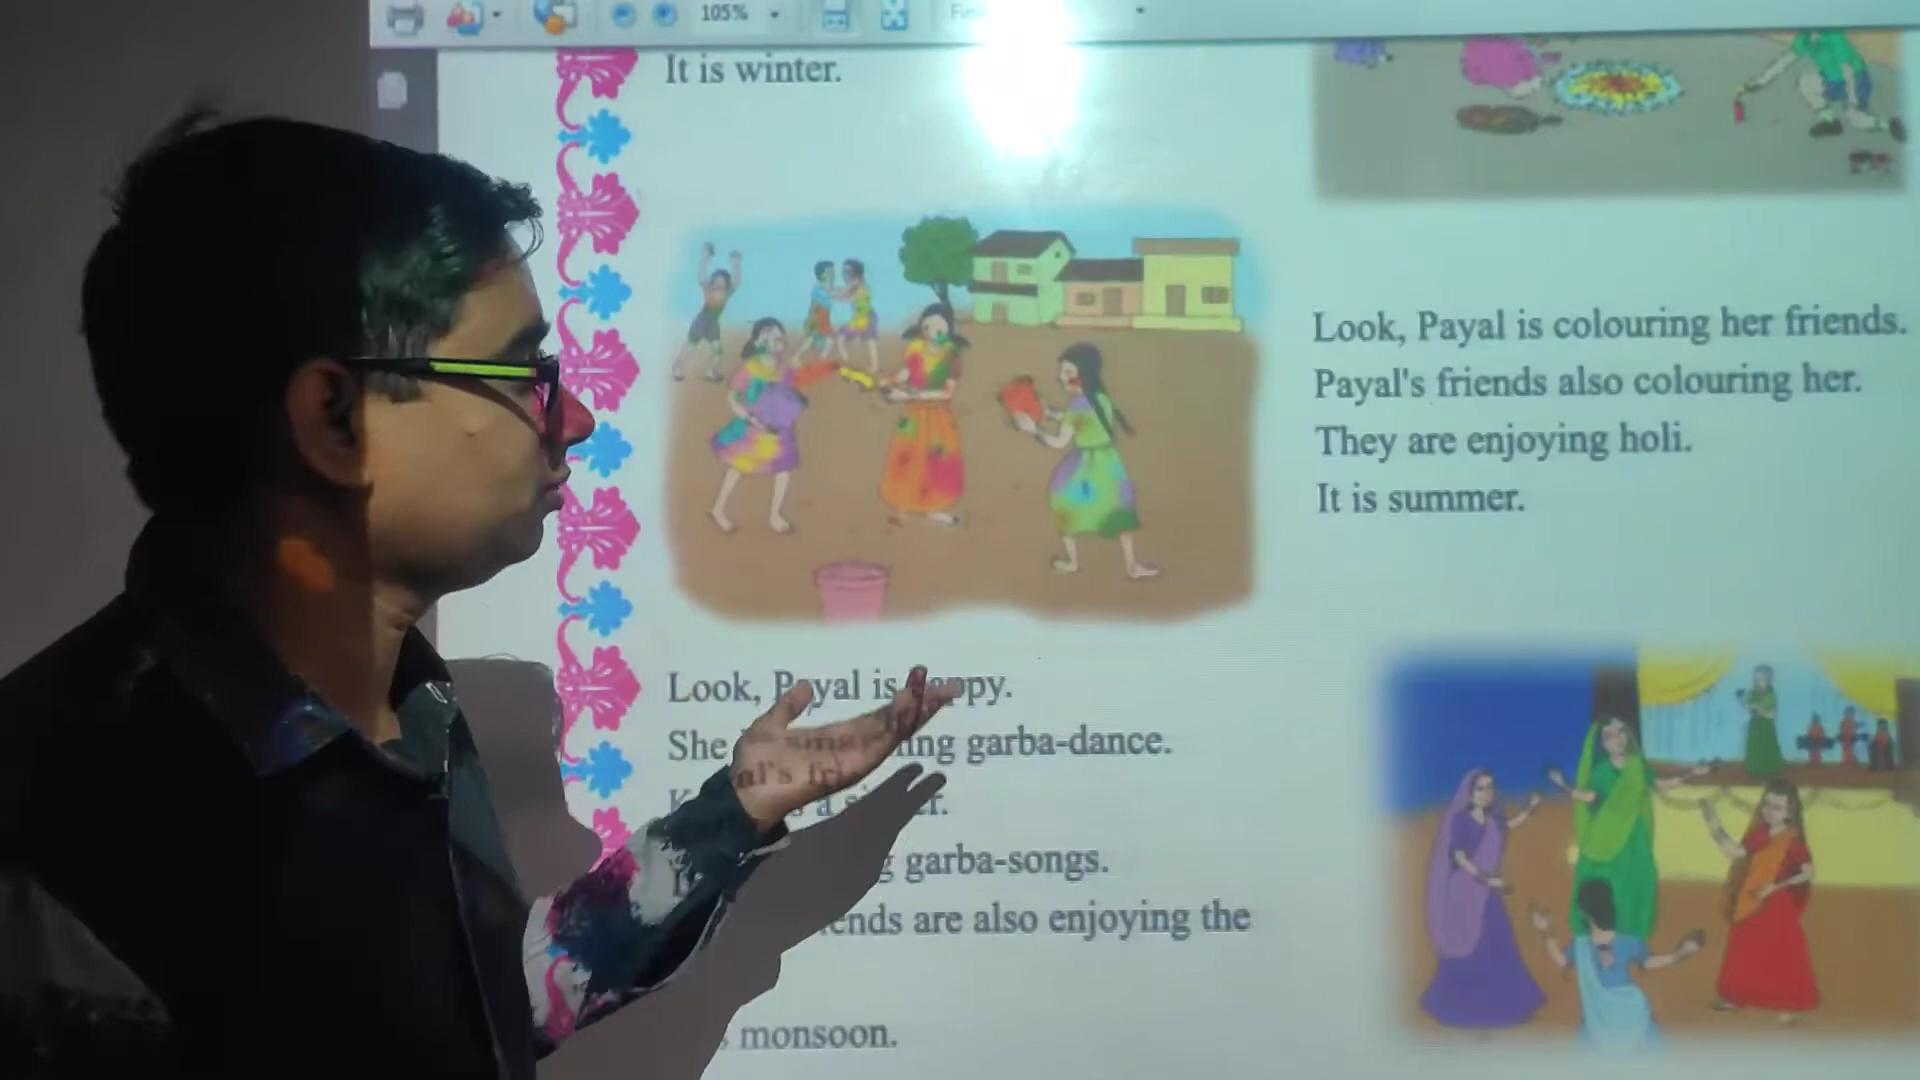 105%
It is winter.
Look, Payal is colouring her friends.
Payal's friends also colouring her.
They are enjoying holi.
It is summer.
Look, Payal is
She garba-dance.
a
garba-songs.
are also enjoying the
monsoon.